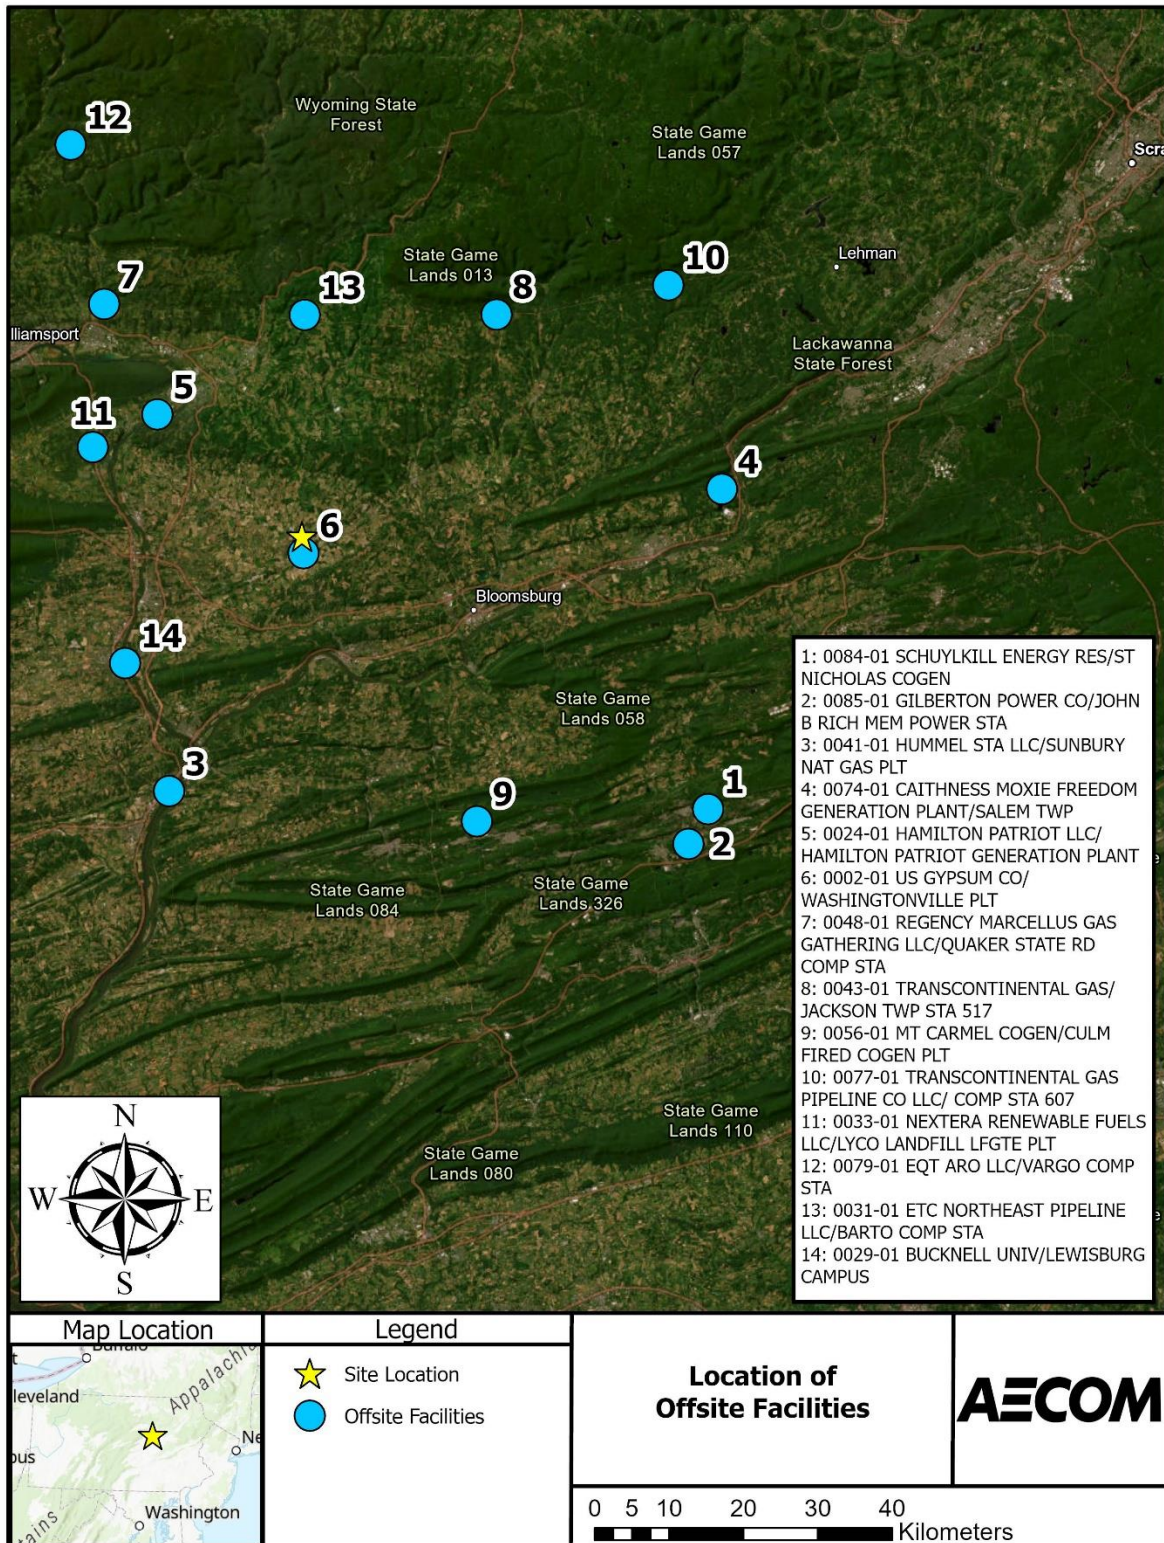 12
Wyoming State
Forest
State Game
Lands 057
Scra
7
13
State Game
Lands 013
8
10
Lehman
lliamsport
Lackawanna
State Forest
5
11
4
6
Bloomsburg
14
State Game
Lands 058
3
9
1
2
State Game
Lands 084
State Game
Lands 326
State Game
Lands 110
State Game
Lands 080
1: 0084-01 SCHUYLKILL ENERGY RES/ST
NICHOLAS COGEN
2: 0085-01 GILBERTON POWER CO/JOHN
B RICH MEM POWER STA
3: 0041-01 HUMMEL STA LLC/SUNBURY
NAT GAS PLT
4: 0074-01 CAITHNESS MOXIE FREEDOM
GENERATION PLANT/SALEM TWP
5: 0024-01 HAMILTON PATRIOT LLC/
HAMILTON PATRIOT GENERATION PLANT
6: 0002-01 US GYPSUM CO/
WASHINGTONVILLE PLT
7: 0048-01 REGENCY MARCELLUS GAS
GATHERING LLC/QUAKER STATE RD
COMP STA
8: 0043-01 TRANSCONTINENTAL GAS/
JACKSON TWP STA 517
9: 0056-01 MT CARMEL COGEN/CULM
FIRED COGEN PLT
10: 0077-01 TRANSCONTINENTAL GAS
PIPELINE CO LLC/ COMP STA 607
11: 0033-01 NEXTERA RENEWABLE FUELS
LLC/LYCO LANDFILL LFGTE PLT
12: 0079-01 EQT ARO LLC/VARGO COMP
STA
13: 0031-01 ETC NORTHEAST PIPELINE
LLC/BARTO COMP STA
14: 0029-01 BUCKNELL UNIV/LEWISBURG
CAMPUS
N
W E
S
Map Location
leveland
Appalachi
Ne
bus
Washington
tains
Legend
Site Location
Offsite Facilities
Location of
Offsite Facilities
AECOM
0 5 10 20 30 40
Kilometers